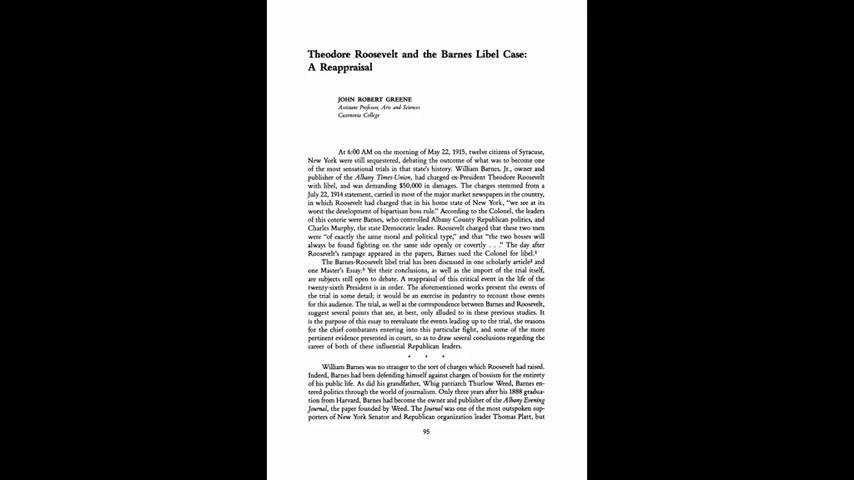 Theodore Roosevelt and the Barnes Libel Case:
A Reappraisal
JOHN ROBERT GREENE
Assistant Professor, Arts and Sciences
Cazenovia College
At 6:00 AM on the morning of May 22, 1915, twelve citizens of Syracuse,
New York were still sequestered, debating the outcome of what was to become one
of the most sensational trials in that state's history. William Barnes, Jr., owner and
publisher of the Albany Times-Union, had charged ex-President Theodore Roosevelt
with libel, and was demanding $50,000 in damages. The charges stemmed from a
July 22, 1914 statement, carried in most of the major market newspapers in the country,
in which Roosevelt had charged that in his home state of New York, "we see at its
worst the development of bipartisan boss rule." According to the Colonel, the leaders
of this coterie were Barnes, who controlled Albany County Republican politics, and
Charles Murphy, the state Democratic leader. Roosevelt charged that these two men
were "of exactly the same moral and political type," and that "the two bosses will
always be found fighting on the same side openly or covertly . . ." The day after
Roosevelt's rampage appeared in the papers, Barnes sued the Colonel for libel.¹
The Barnes-Roosevelt libel trial has been discussed in one scholarly article² and
one Master's Essay.³ Yet their conclusions, as well as the import of the trial itself,
are subjects still open to debate. A reappraisal of this critical event in the life of the
twenty-sixth President is in order. The aforementioned works present the events of
the trial in some detail; it would be an exercise in pedantry to recount those events
for this audience. The trial, as well as the correspondence between Barnes and Roosevelt,
suggest several points that are, at best, only alluded to in these previous studies. It
is the purpose of this essay to reevaluate the events leading up to the trial, the reasons
for the chief combatants entering into this particular fight, and some of the more
pertinent evidence presented in court, so as to draw several conclusions regarding the
career of both of these influential Republican leaders.
* * *
William Barnes was no stranger to the sort of charges which Roosevelt had raised.
Indeed, Barnes had been defending himself against charges of bossism for the entirety
of his public life. As did his grandfather, Whig patriarch Thurlow Weed, Barnes en-
tered politics through the world of journalism. Only three years after his 1888 gradua-
tion from Harvard, Barnes had become the owner and publisher of the Albany Evening
Journal, the paper founded by Weed. The Journal was one of the most outspoken sup-
porters of New York Senator and Republican organization leader Thomas Platt, but
95